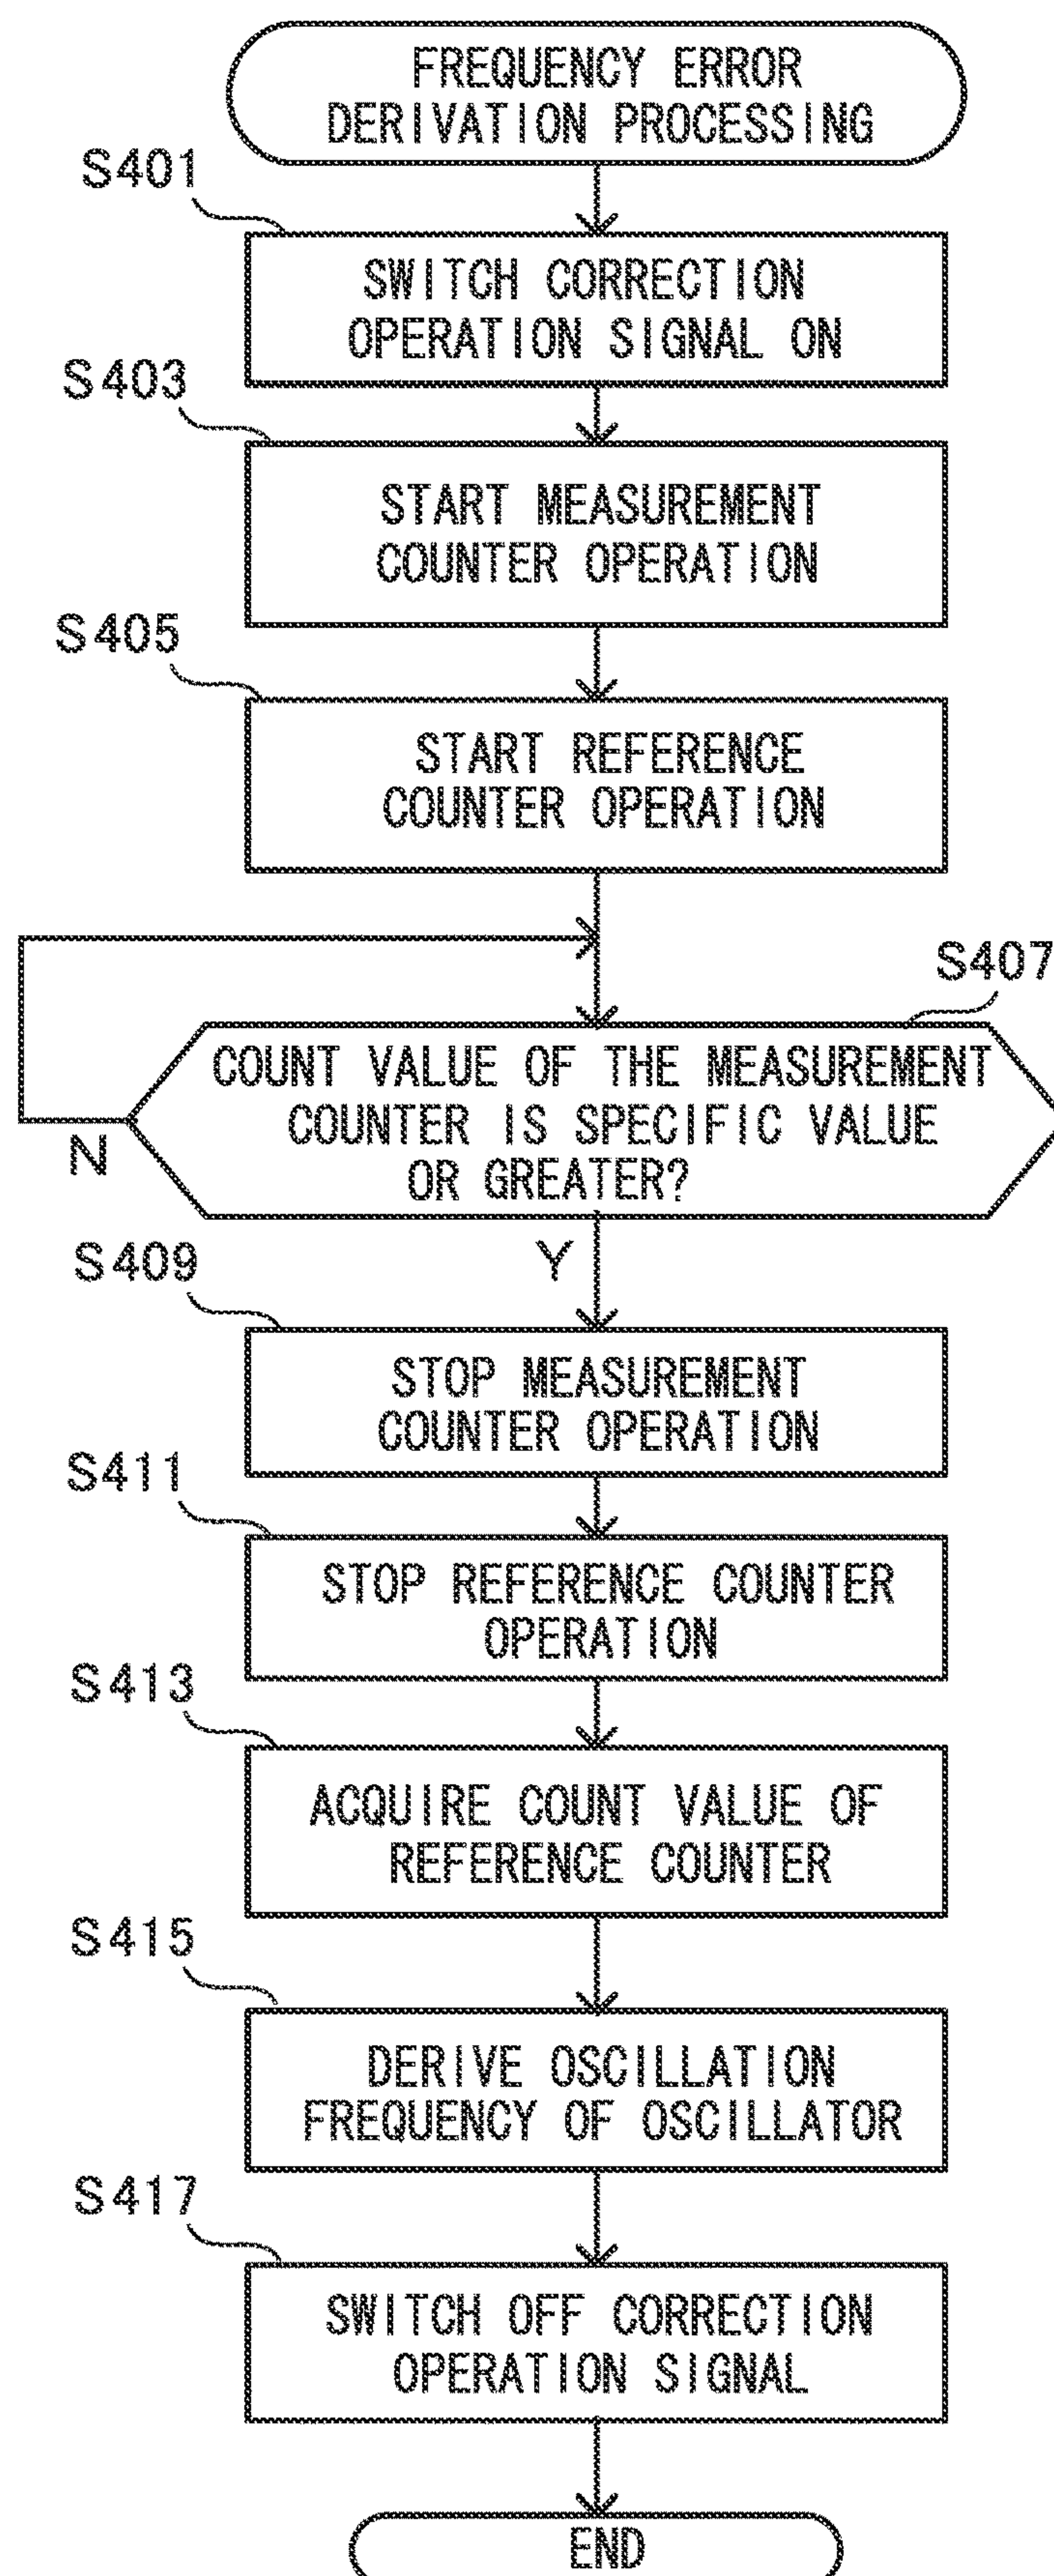 FREQUENCY ERROR
DERIVATION PROCESSING
S401
SWITCH CORRECTION
OPERATION SIGNAL ON
S403
START MEASUREMENT
COUNTER OPERATION
S405
START REFERENCE
COUNTER OPERATION
S407
COUNT VALUE OF THE MEASUREMENT
COUNTER IS SPECIFIC VALUE
OR GREATER?
N
Y
S409
STOP MEASUREMENT
COUNTER OPERATION
S411
STOP REFERENCE COUNTER
OPERATION
S413
ACQUIRE COUNT VALUE OF
REFERENCE COUNTER
S415
DERIVE OSCILLATION
FREQUENCY OF OSCILLATOR
S417
SWITCH OFF CORRECTION
OPERATION SIGNAL
END